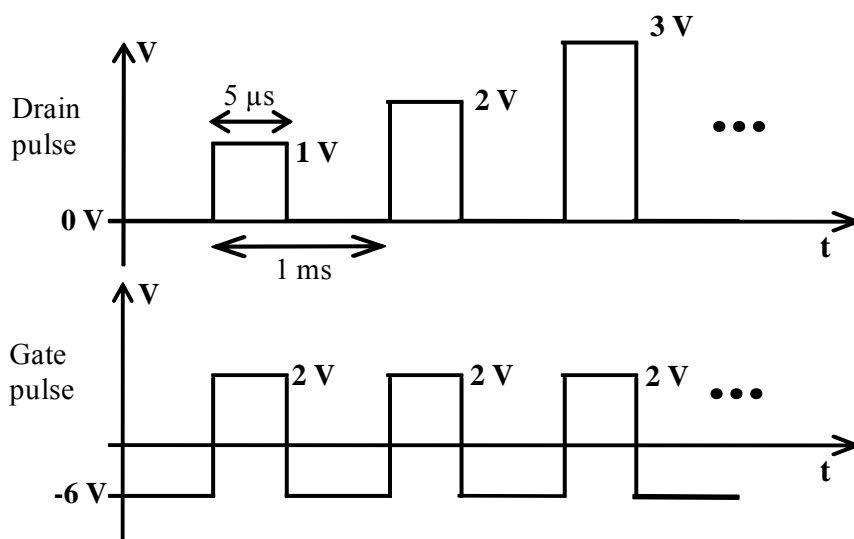 V
3 V
5 µs
2 V
Drain
pulse
1 V
•••
0 V
t
1 ms
V
Gate
pulse
2 V
2 V
2 V
•••
t
-6 V